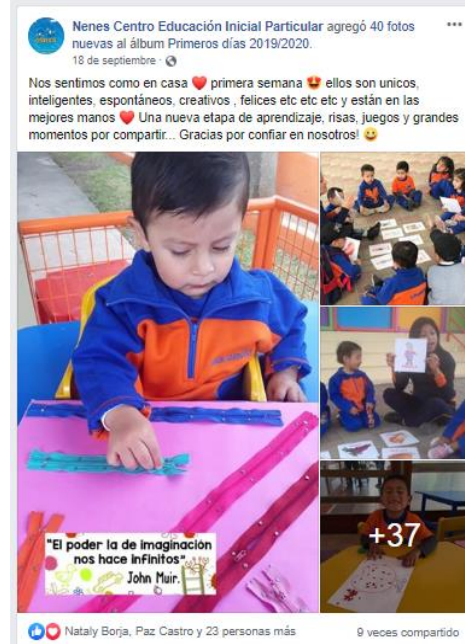 Nenes Centro Educación Inicial Particular agregó 40 fotos
nuevas al álbum Primeros días 2019/2020.
18 de septiembre ·
Nos sentimos como en casa ❤️ primera semana 😍 ellos son unicos,
inteligentes, espontáneos, creativos , felices etc etc etc y están en las
mejores manos ❤️ Una nueva etapa de aprendizaje, risas, juegos y grandes
momentos por compartir... Gracias por confiar en nosotros! 😀
"El poder la de imaginación
nos hace infinitos"
John Muir.
+37
Nataly Borja, Paz Castro y 23 personas más
9 veces compartido